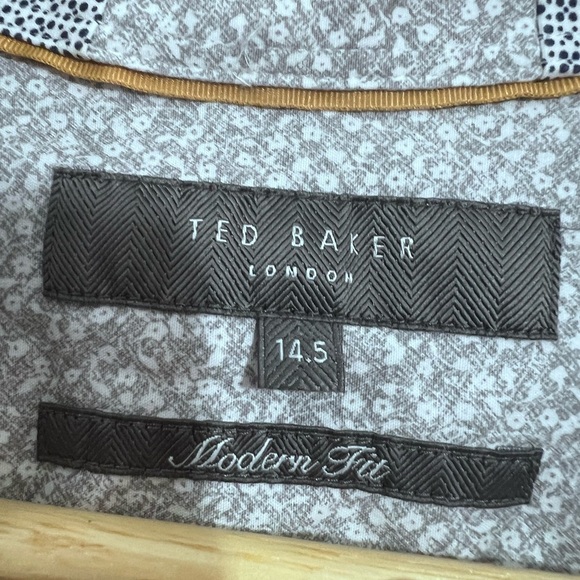 TED BAKER
LONDON
14.5
Modern Fit